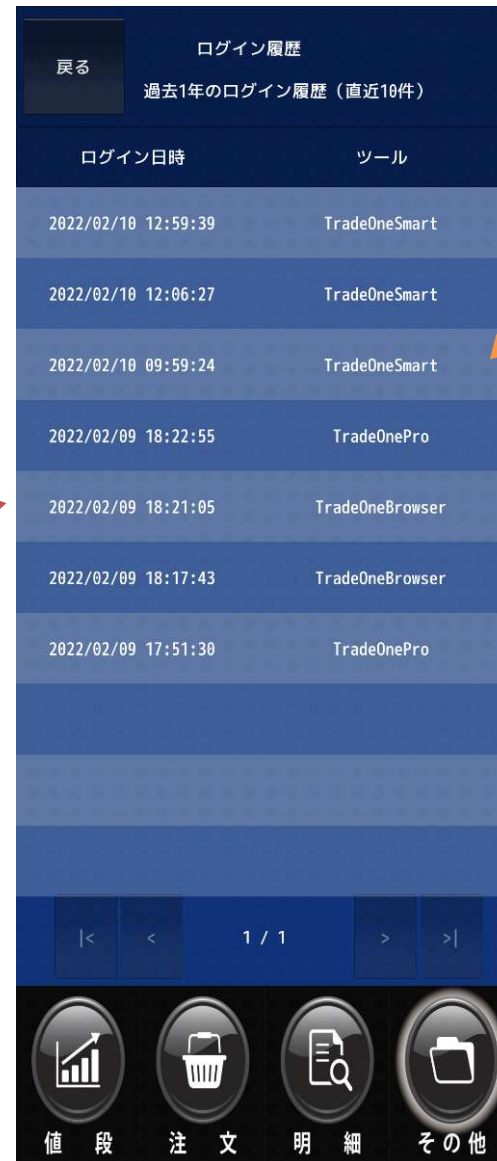 戻る
ログイン履歴
過去1年のログイン履歴（直近10件）
ログイン日時 ツール
2022/02/10 12:59:39 TradeOneSmart
2022/02/10 12:06:27 TradeOneSmart
2022/02/10 09:59:24 TradeOneSmart
2022/02/09 18:22:55 TradeOnePro
2022/02/09 18:21:05 TradeOneBrowser
2022/02/09 18:17:43 TradeOneBrowser
2022/02/09 17:51:30 TradeOnePro
|< < 1 / 1 > >|
値 段 注 文 明 細 その他